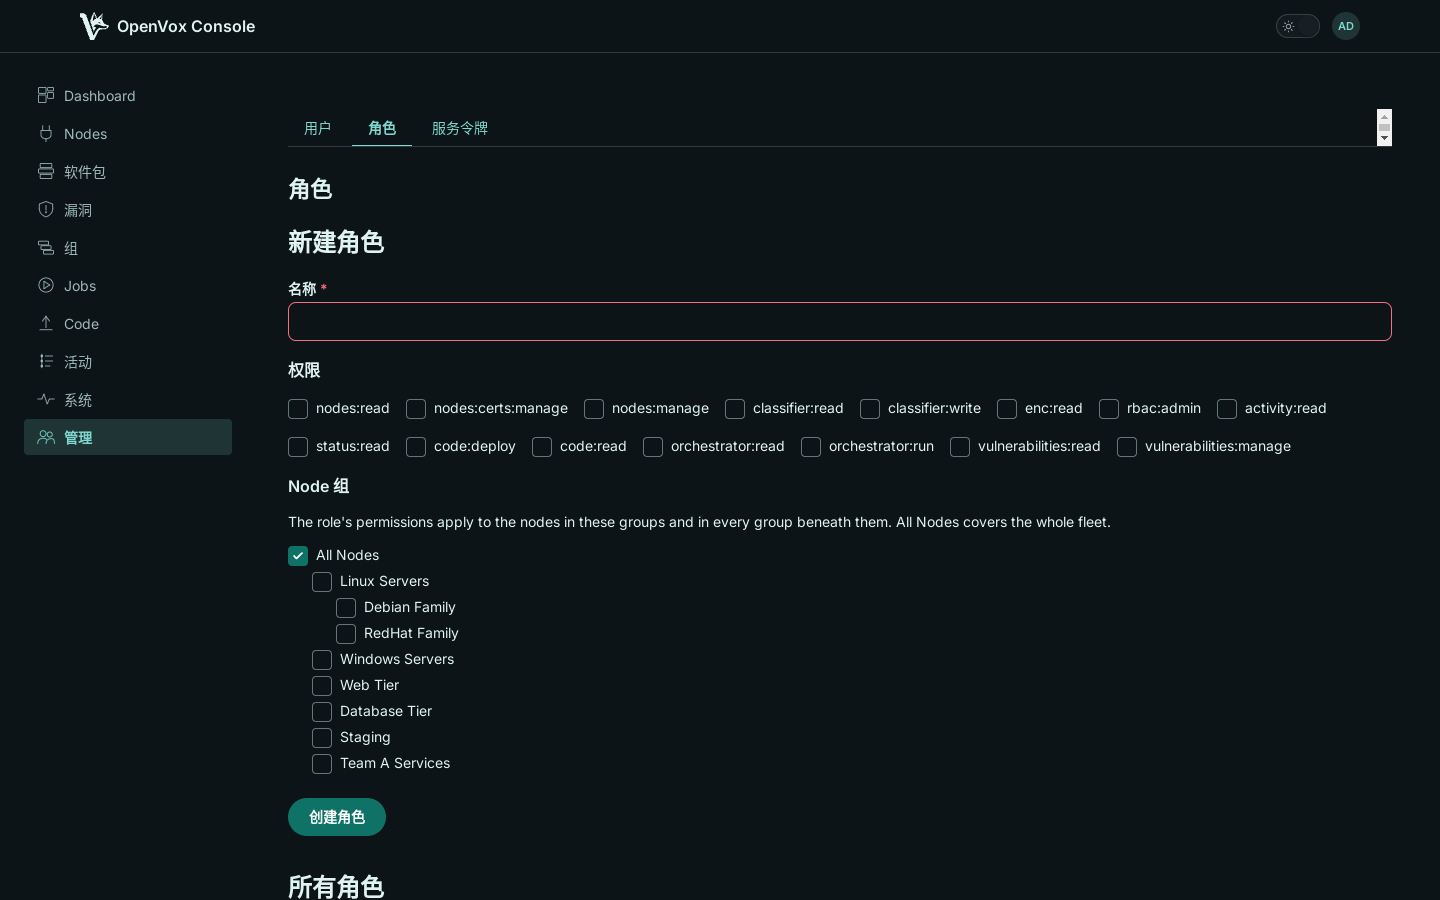 OpenVox Console
AD
Dashboard
Nodes
软件包
漏洞
组
Jobs
Code
活动
系统
管理
用户 角色 服务令牌
角色
新建角色
名称 *
权限
nodes:read nodes:certs:manage nodes:manage classifier:read classifier:write enc:read rbac:admin activity:read
status:read code:deploy code:read orchestrator:read orchestrator:run vulnerabilities:read vulnerabilities:manage
Node 组
The role's permissions apply to the nodes in these groups and in every group beneath them. All Nodes covers the whole fleet.
All Nodes
Linux Servers
Debian Family
RedHat Family
Windows Servers
Web Tier
Database Tier
Staging
Team A Services
创建角色
所有角色